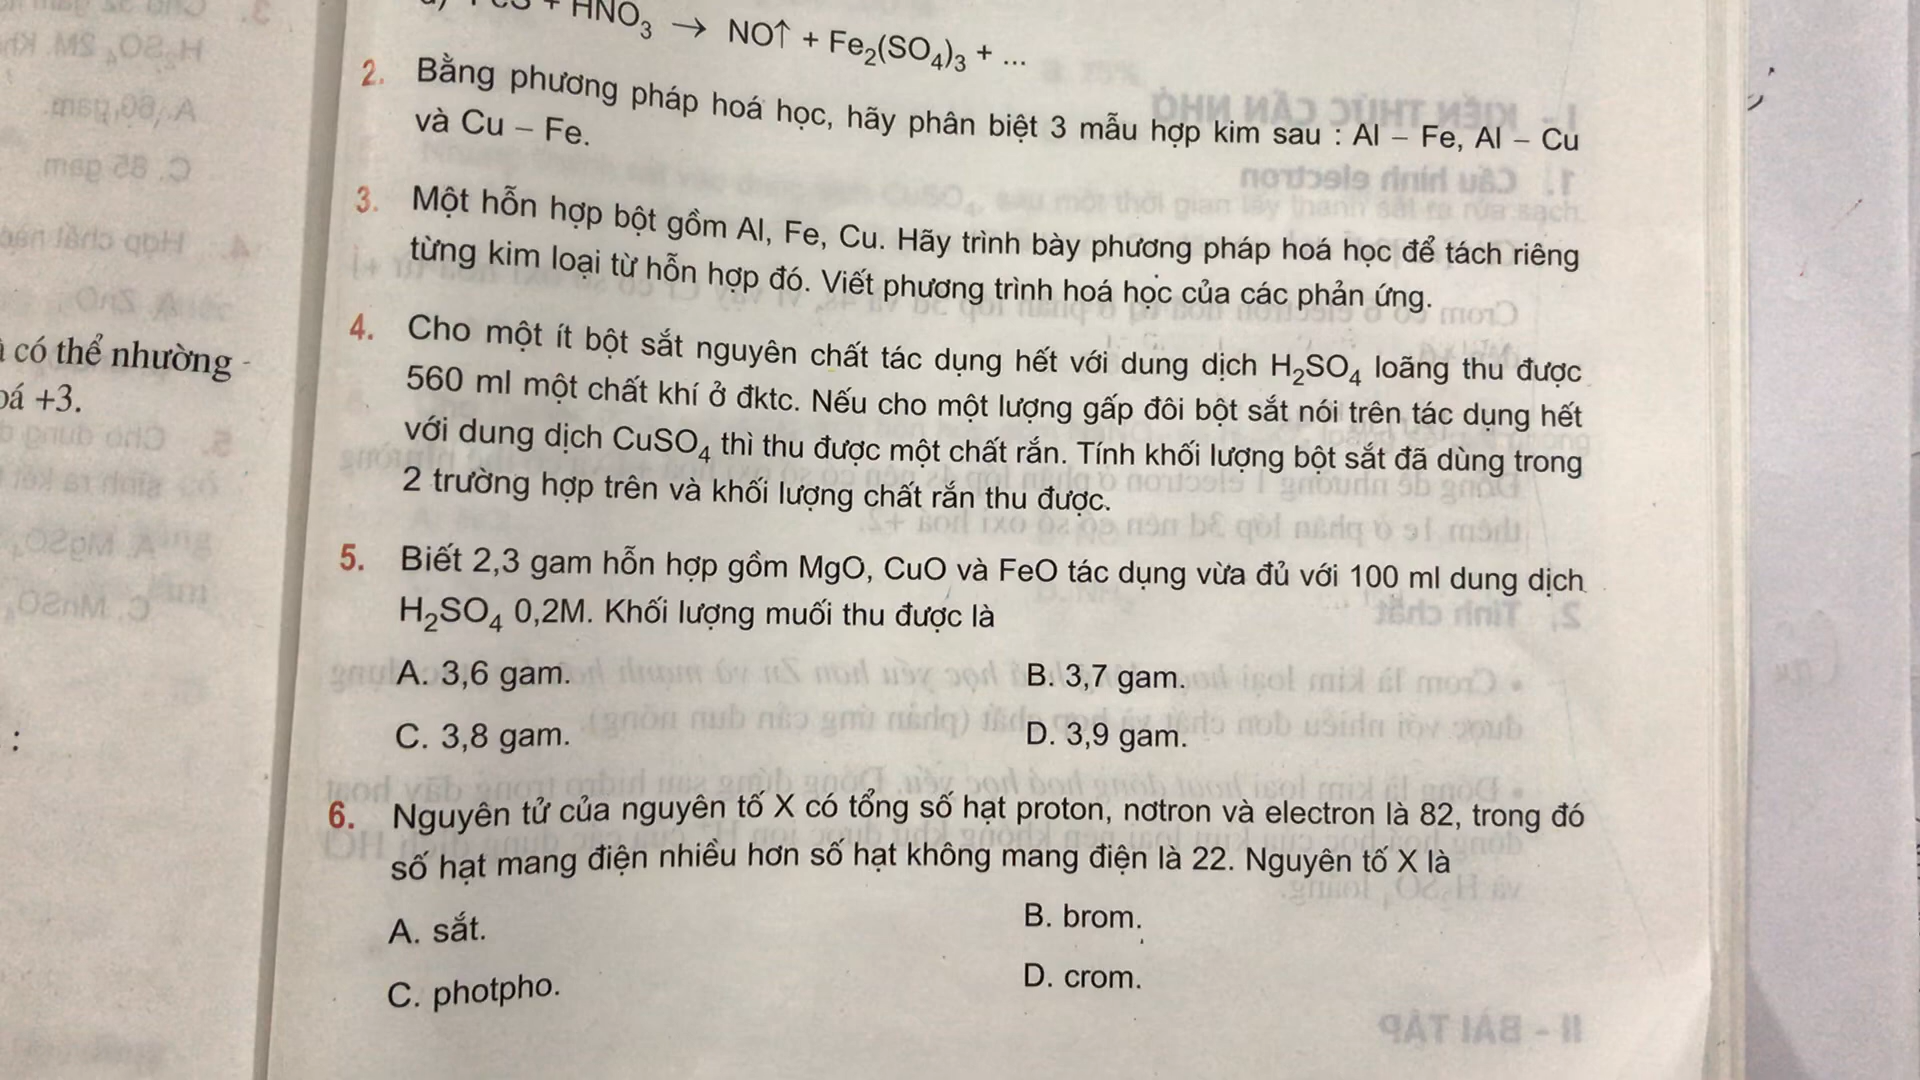 + HNO₃ → NO↑ + Fe₂(SO₄)₃ + ...
2. Bằng phương pháp hoá học, hãy phân biệt 3 mẫu hợp kim sau : Al – Fe, Al – Cu
và Cu – Fe.
3. Một hỗn hợp bột gồm Al, Fe, Cu. Hãy trình bày phương pháp hoá học để tách riêng
từng kim loại từ hỗn hợp đó. Viết phương trình hoá học của các phản ứng.
4. Cho một ít bột sắt nguyên chất tác dụng hết với dung dịch H₂SO₄ loãng thu được
560 ml một chất khí ở đktc. Nếu cho một lượng gấp đôi bột sắt nói trên tác dụng hết
với dung dịch CuSO₄ thì thu được một chất rắn. Tính khối lượng bột sắt đã dùng trong
2 trường hợp trên và khối lượng chất rắn thu được.
có thể nhường -
+3.
5. Biết 2,3 gam hỗn hợp gồm MgO, CuO và FeO tác dụng vừa đủ với 100 ml dung dịch
H₂SO₄ 0,2M. Khối lượng muối thu được là
A. 3,6 gam.
B. 3,7 gam.
C. 3,8 gam.
D. 3,9 gam.
:
6. Nguyên tử của nguyên tố X có tổng số hạt proton, nơtron và electron là 82, trong đó
số hạt mang điện nhiều hơn số hạt không mang điện là 22. Nguyên tố X là
A. sắt.
B. brom.
C. photpho.
D. crom.